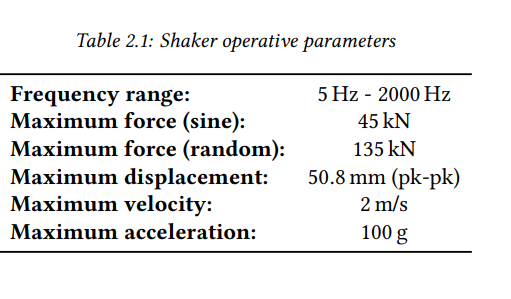 Table 2.1: Shaker operative parameters
Frequency range: 5 Hz - 2000 Hz
Maximum force (sine): 45 kN
Maximum force (random): 135 kN
Maximum displacement: 50.8 mm (pk-pk)
Maximum velocity: 2 m/s
Maximum acceleration: 100 g